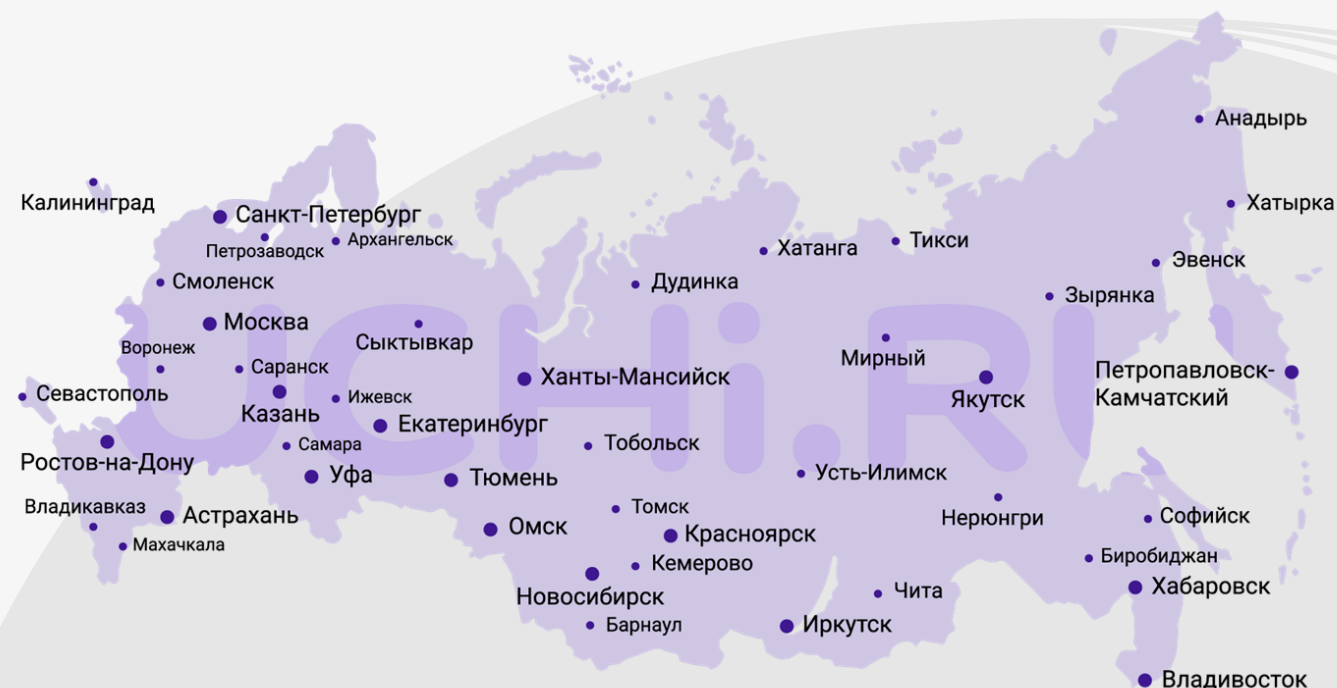 Анадырь
Калининград
Хатырка
Санкт-Петербург
Петрозаводск
Архангельск
Хатанга
Тикси
Эвенск
Смоленск
Дудинка
Зырянка
Москва
Сыктывкар
Воронеж
Саранск
Мирный
UCHi.RU
Севастополь
Казань
Ижевск
Ханты-Мансийск
Якутск
Петропавловск-
Камчатский
Екатеринбург
Самара
Тобольск
Ростов-на-Дону
Уфа
Тюмень
Усть-Илимск
Владикавказ
Астрахань
Томск
Нерюнгри
Софийск
Омск
Красноярск
Махачкала
Кемерово
Биробиджан
Новосибирск
Чита
Хабаровск
Барнаул
Иркутск
Владивосток